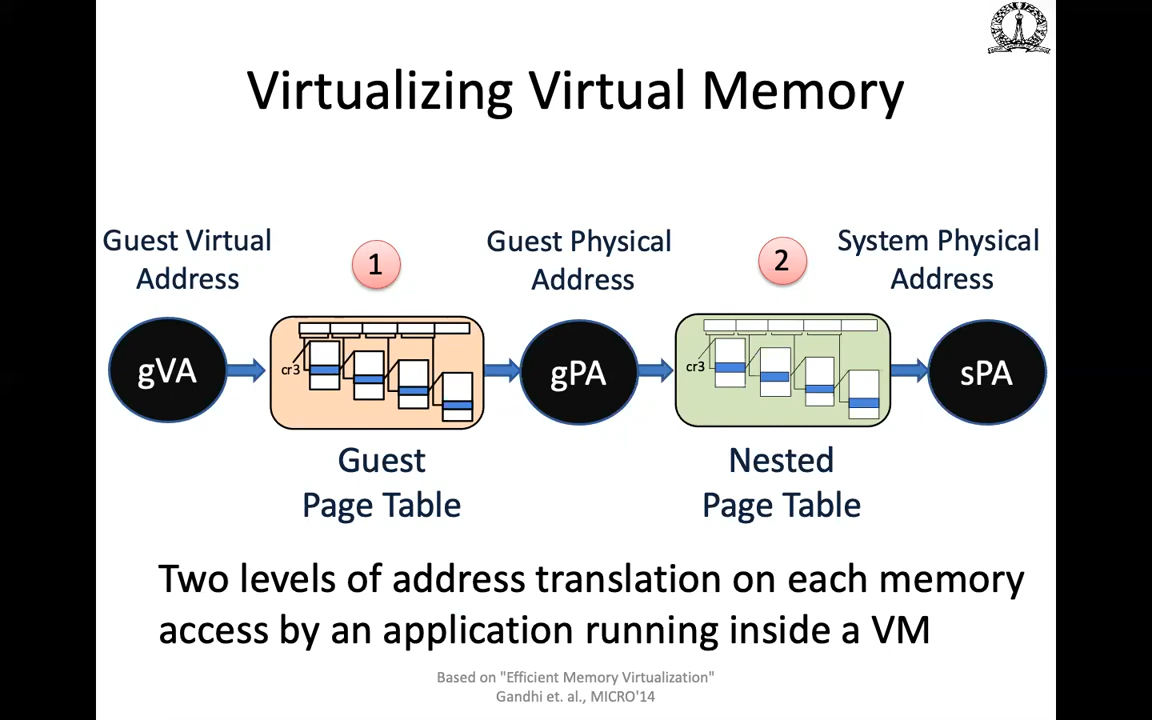 Virtualizing Virtual Memory
Guest Virtual
Address
1
Guest Physical
Address
2
System Physical
Address
gVA
cr3
gPA
cr3
sPA
Guest
Page Table
Nested
Page Table
Two levels of address translation on each memory
access by an application running inside a VM
Based on "Efficient Memory Virtualization"
Gandhi et. al., MICRO'14